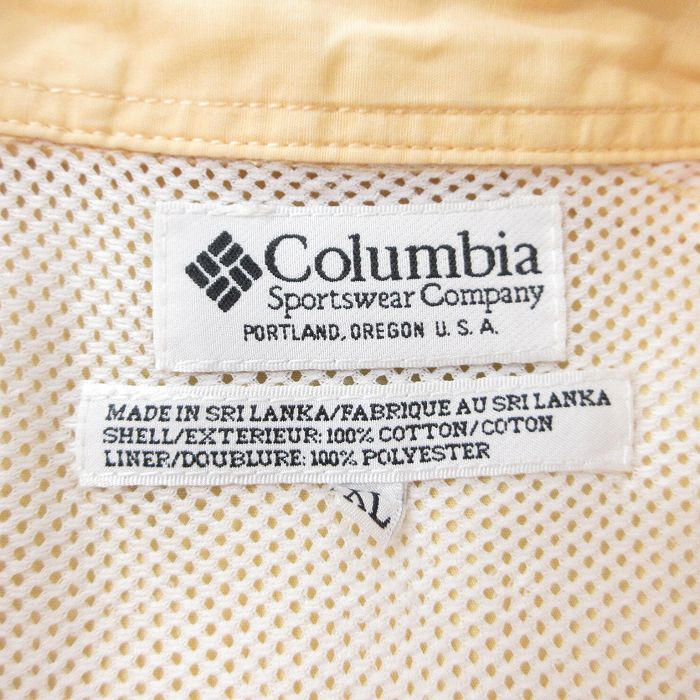 Columbia
Sportswear Company
PORTLAND, OREGON U. S. A.
MADE IN SRI LANKA/FABRIQUE AU SRI LANKA
SHELL/EXTERIEUR: 100% COTTON/COTON
LINER/DOUBLURE: 100% POLYESTER
XL